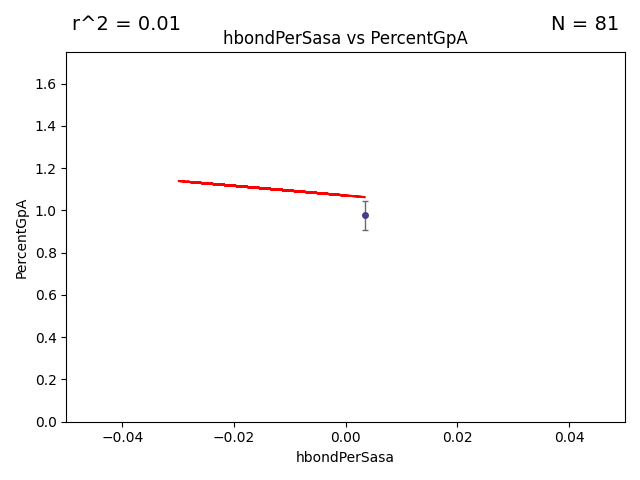 r^2 = 0.01
N = 81
hbondPerSasa vs PercentGpA
1.6
1.4
1.2
1.0
0.8
0.6
0.4
0.2
0.0
PercentGpA
−0.04
−0.02
0.00
0.02
0.04
hbondPerSasa